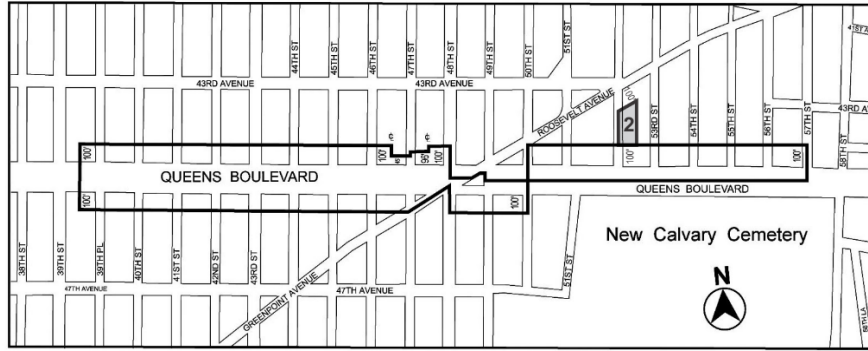 44TH ST
45TH ST
46TH ST
47TH ST
48TH ST
49TH ST
50TH ST
51ST ST
43RD AVENUE
43RD AVENUE
ROOSEVELT AVENUE
100'
2
100'
53RD ST
54TH ST
55TH ST
56TH ST
57TH ST
58TH ST
43RD AV
100'
95'
100'
100'
QUEENS BOULEVARD
100'
100'
QUEENS BOULEVARD
38TH ST
39TH ST
39TH PL
40TH ST
41ST ST
42ND ST
43RD ST
GREENPOINT AVENUE
47TH AVENUE
47TH AVENUE
51ST ST
New Calvary Cemetery
N